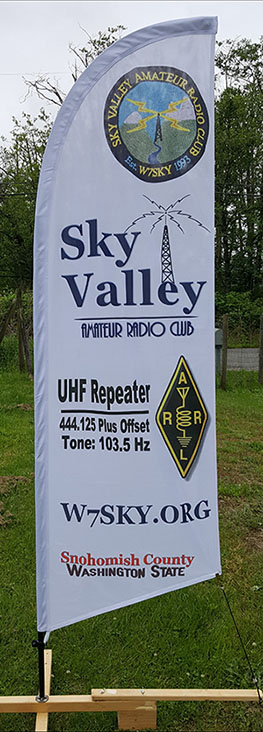 SKY VALLEY AMATEUR RADIO CLUB
Est. W7SKY 1993
Sky
Valley
AMATEUR RADIO CLUB
UHF Repeater
444.125 Plus Offset
Tone: 103.5 Hz
A
R R
L
W7SKY.ORG
Snohomish County
WASHINGTON STATE